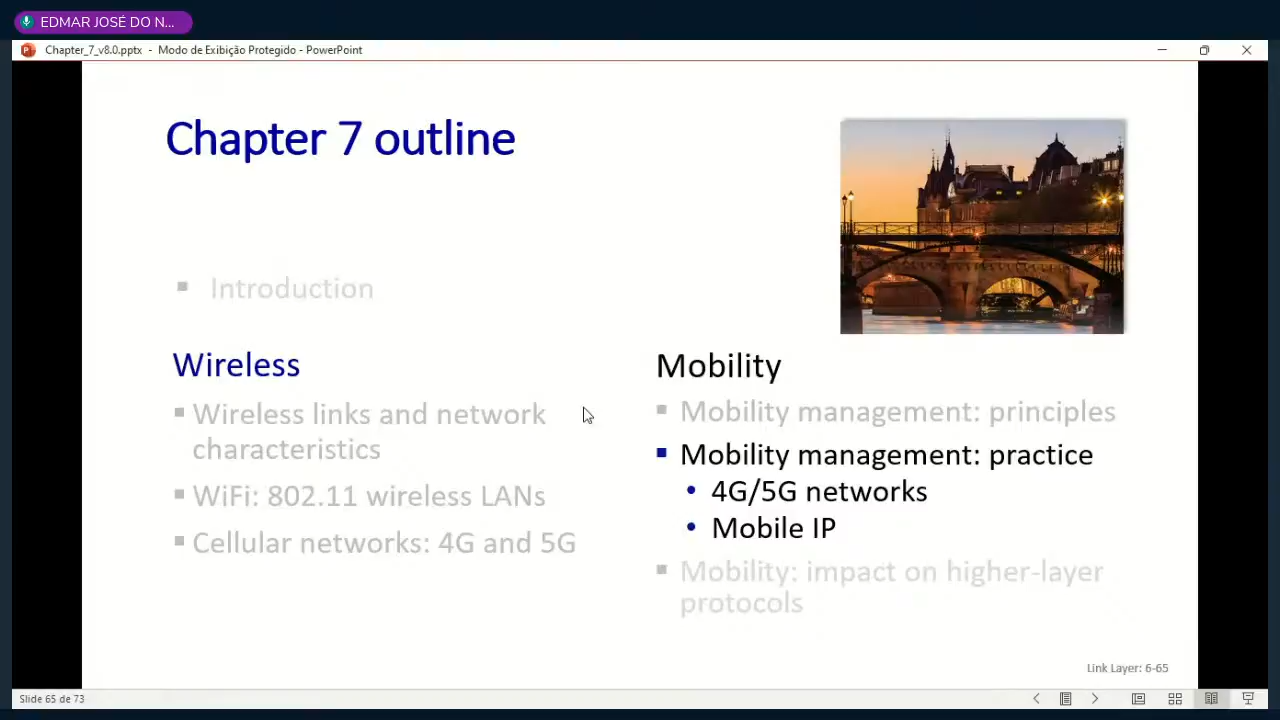 EDMAR JOSÉ DO N...
Chapter_7_v8.0.pptx - Modo de Exibição Protegido - PowerPoint
Chapter 7 outline
Introduction
Wireless
Wireless links and network
characteristics
WiFi: 802.11 wireless LANs
Cellular networks: 4G and 5G
Mobility
Mobility management: principles
Mobility management: practice
4G/5G networks
Mobile IP
Mobility: impact on higher-layer
protocols
Link Layer: 6-65
Slide 65 de 73